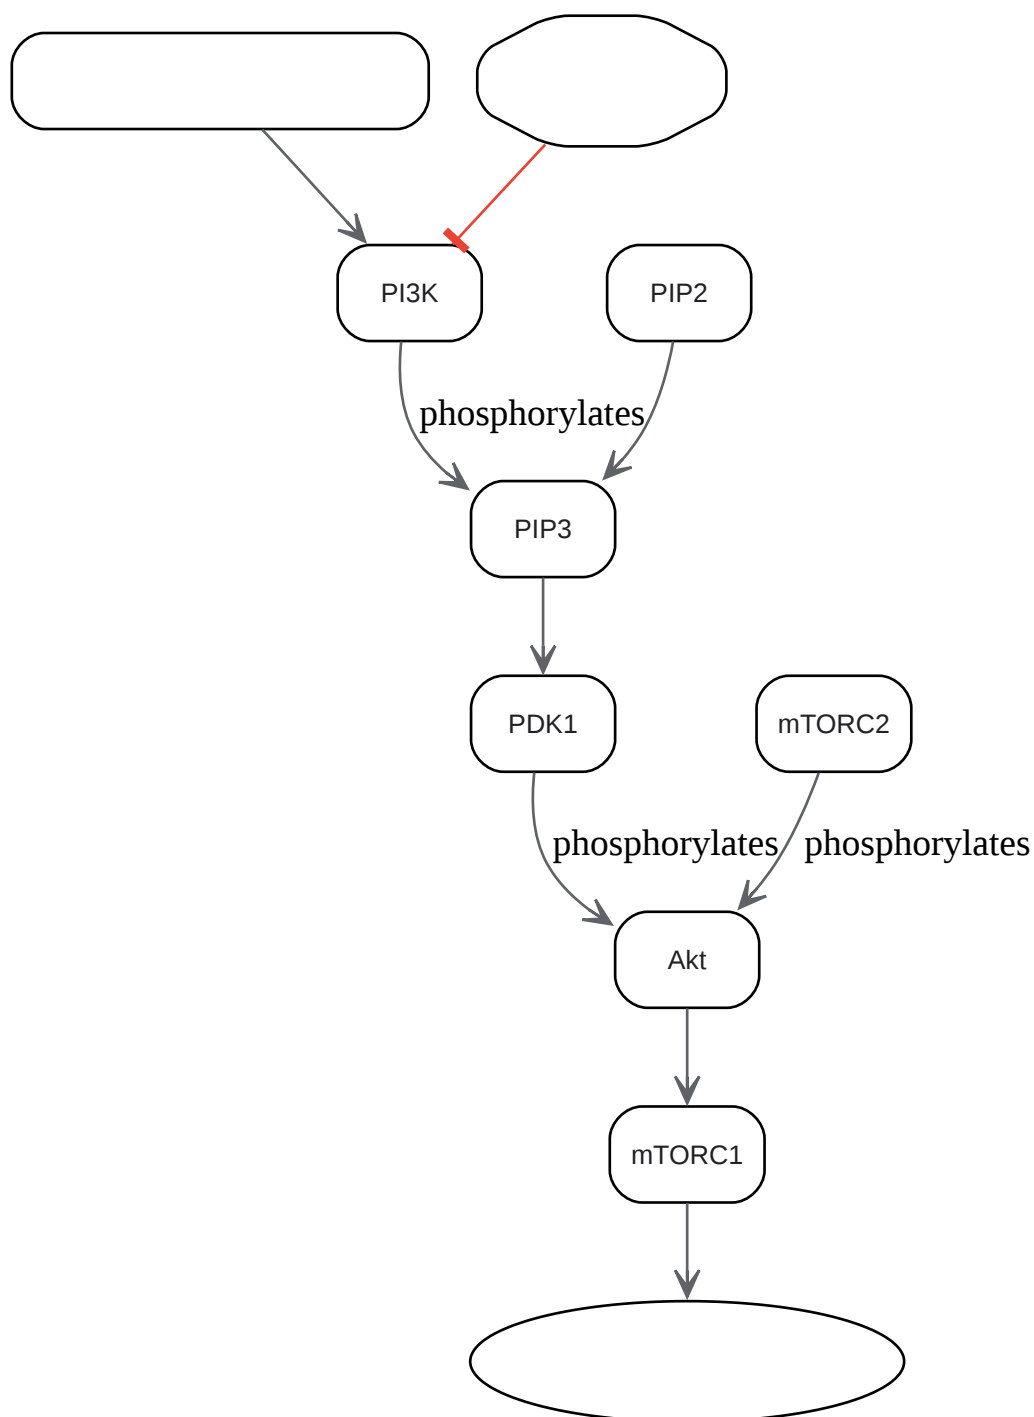 PI3K
PIP2
phosphorylates
PIP3
PDK1
mTORC2
phosphorylates
phosphorylates
Akt
mTORC1